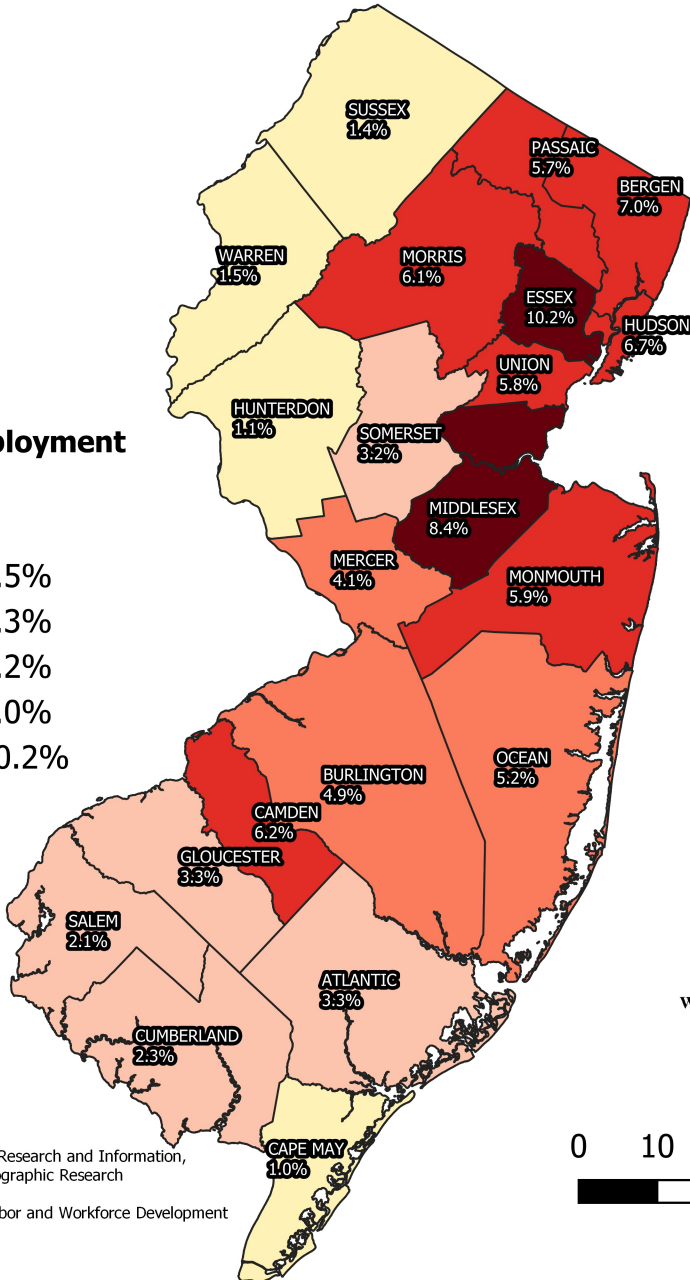 SUSSEX
1.4%
PASSAIC
5.7%
BERGEN
7.0%
WARREN
1.5%
MORRIS
6.1%
ESSEX
10.2%
HUDSON
6.7%
UNION
5.8%
HUNTERDON
1.1%
SOMERSET
3.2%
ployment
MIDDLESEX
8.4%
MERCER
4.1%
MONMOUTH
5.9%
.5%
.3%
.2%
.0%
0.2%
OCEAN
5.2%
BURLINGTON
4.9%
CAMDEN
6.2%
GLOUCESTER
3.3%
SALEM
2.1%
ATLANTIC
3.3%
W
CUMBERLAND
2.3%
CAPE MAY
1.0%
Research and Information,
ographic Research
bor and Workforce Development
0 10